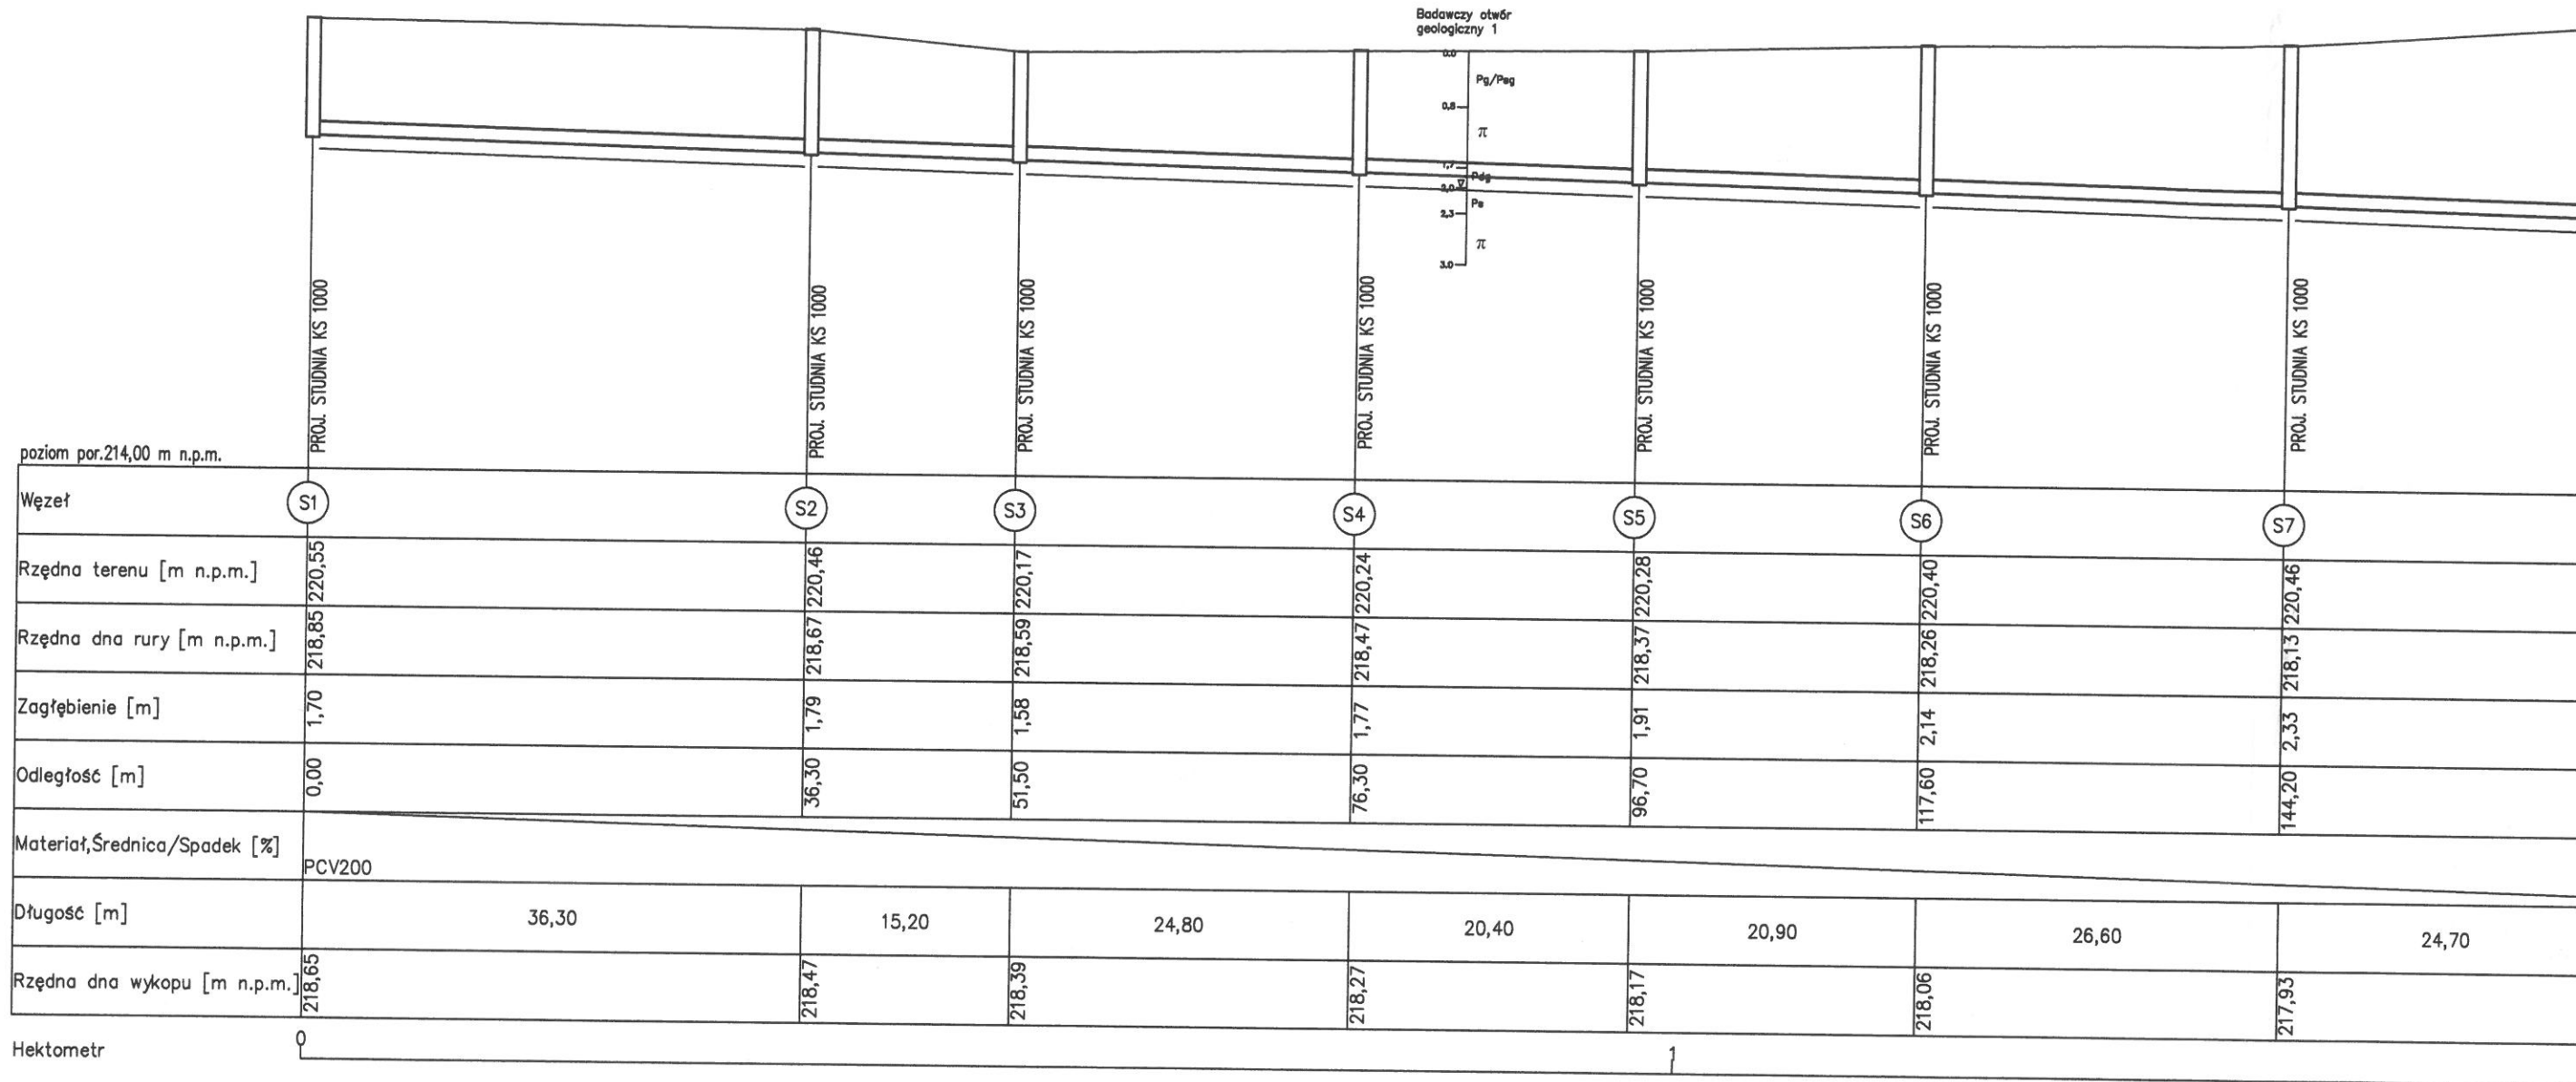 Badawczy otwór
geologiczny 1
0.0
Pg/Psg
0,8
π
1,7
Pdg
2,0
Ps
2,3
π
3.0
PROJ. STUDNIA KS 1000
PROJ. STUDNIA KS 1000
PROJ. STUDNIA KS 1000
PROJ. STUDNIA KS 1000
PROJ. STUDNIA KS 1000
PROJ. STUDNIA KS 1000
PROJ. STUDNIA KS 1000
poziom por.214,00 m n.p.m.
Węzeł S1 S2 S3 S4 S5 S6 S7
Rzędna terenu [m n.p.m.] 220,55 220,46 220,17 220,24 220,28 220,40 220,46
Rzędna dna rury [m n.p.m.] 218,85 218,67 218,59 218,47 218,37 218,26 218,13
Zagłębienie [m] 1,70 1,79 1,58 1,77 1,91 2,14 2,33
Odległość [m] 0,00 36,30 51,50 76,30 96,70 117,60 144,20
Materiał,Średnica/Spadek [%] PCV200
Długość [m] 36,30 15,20 24,80 20,40 20,90 26,60 24,70
Rzędna dna wykopu [m n.p.m.] 218,65 218,47 218,39 218,27 218,17 218,06 217,93
Hektometr 0 1